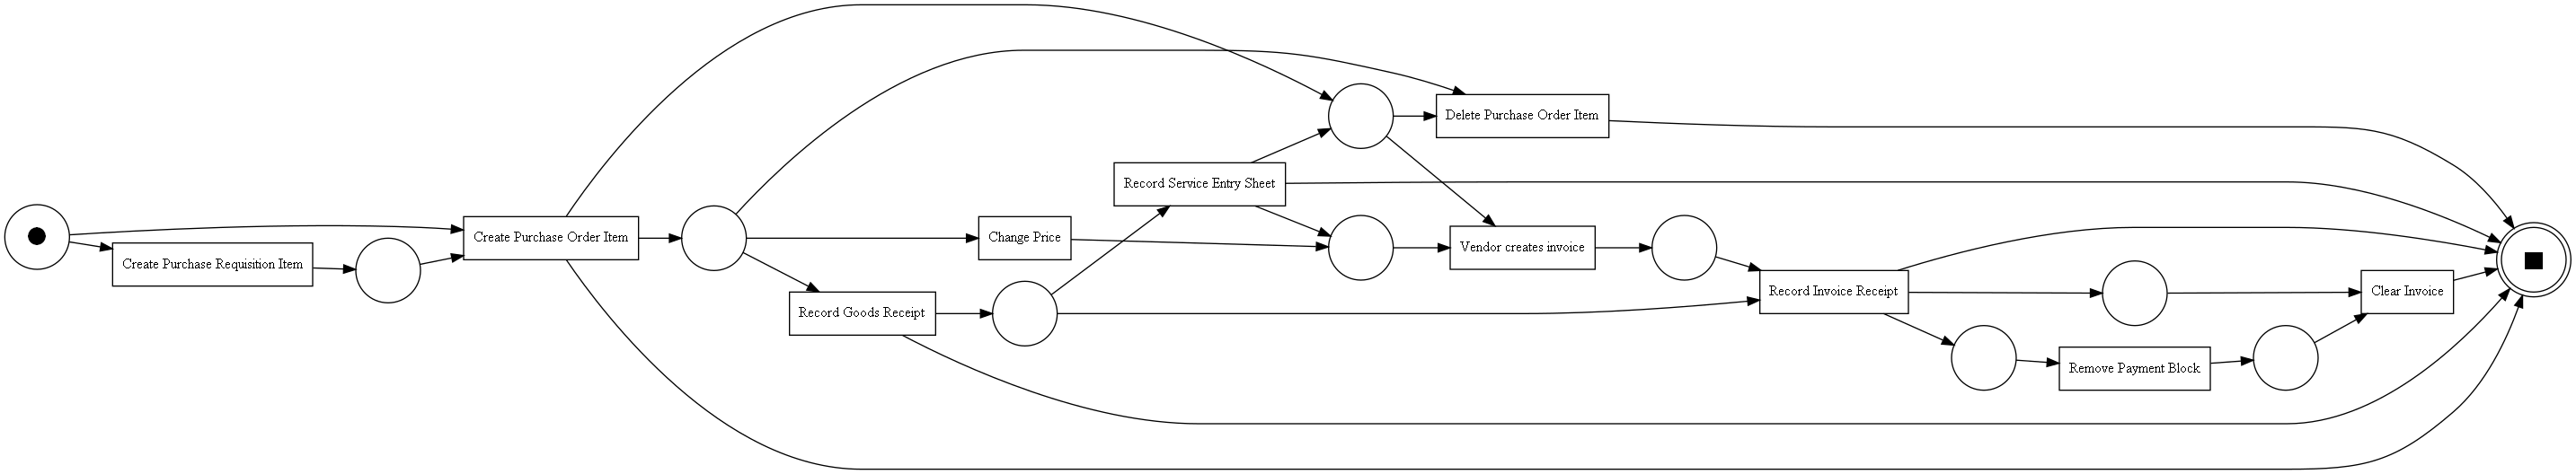 Create Purchase Requisition Item
Create Purchase Order Item
Record Goods Receipt
Change Price
Record Service Entry Sheet
Delete Purchase Order Item
Vendor creates invoice
Record Invoice Receipt
Remove Payment Block
Clear Invoice